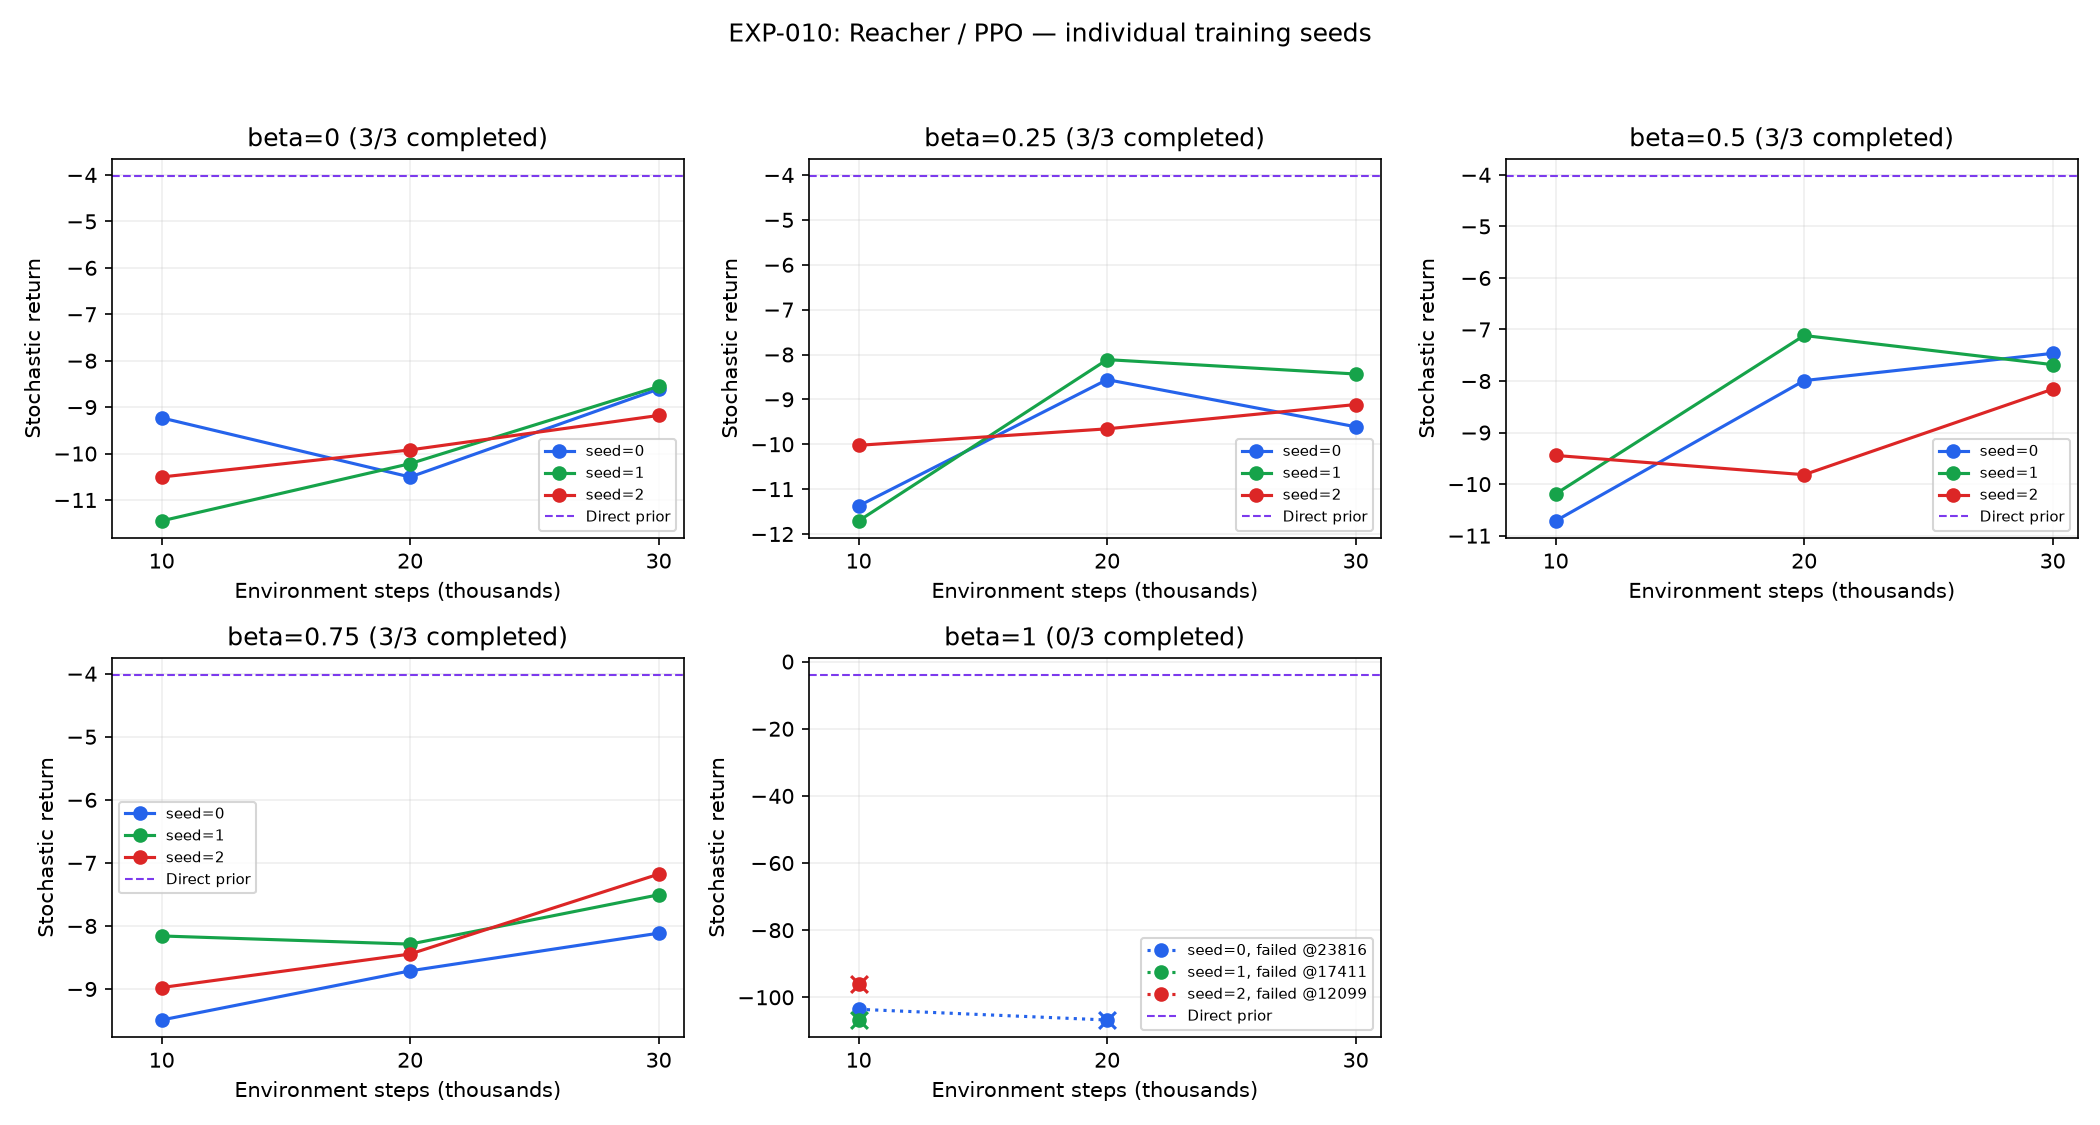 EXP-010: Reacher / PPO — individual training seeds
beta=0 (3/3 completed)
Stochastic return
−4
−5
−6
−7
−8
−9
−10
−11
seed=0
seed=1
seed=2
Direct prior
10
20
30
Environment steps (thousands)
beta=0.25 (3/3 completed)
Stochastic return
−4
−5
−6
−7
−8
−9
−10
−11
−12
seed=0
seed=1
seed=2
Direct prior
10
20
30
Environment steps (thousands)
beta=0.5 (3/3 completed)
Stochastic return
−4
−5
−6
−7
−8
−9
−10
−11
seed=0
seed=1
seed=2
Direct prior
10
20
30
Environment steps (thousands)
beta=0.75 (3/3 completed)
Stochastic return
−4
−5
−6
−7
−8
−9
seed=0
seed=1
seed=2
Direct prior
10
20
30
Environment steps (thousands)
beta=1 (0/3 completed)
Stochastic return
0
−20
−40
−60
−80
−100
seed=0, failed @23816
seed=1, failed @17411
seed=2, failed @12099
Direct prior
10
20
30
Environment steps (thousands)